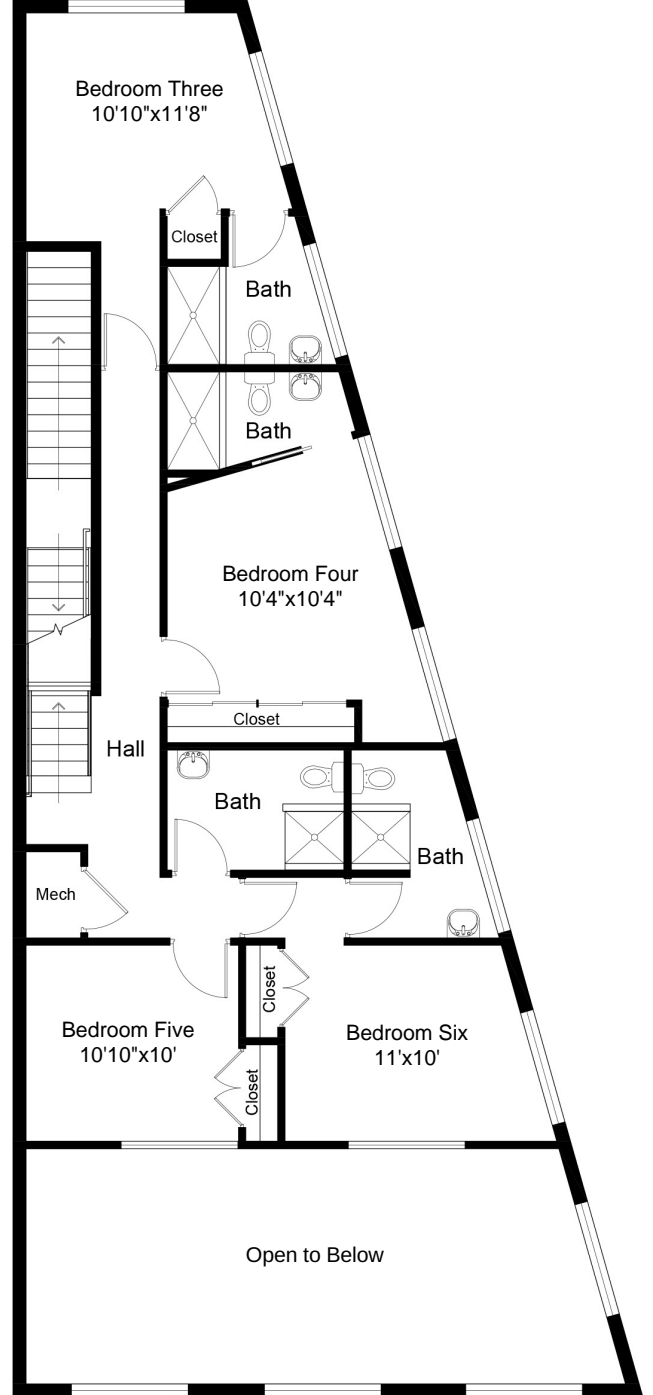 Bedroom Three
10'10"x11'8"
Closet
Bath
Bath
Bedroom Four
10'4"x10'4"
Closet
Hall
Bath
Bath
Mech
Closet
Bedroom Five
10'10"x10'
Bedroom Six
11'x10'
Closet
Open to Below